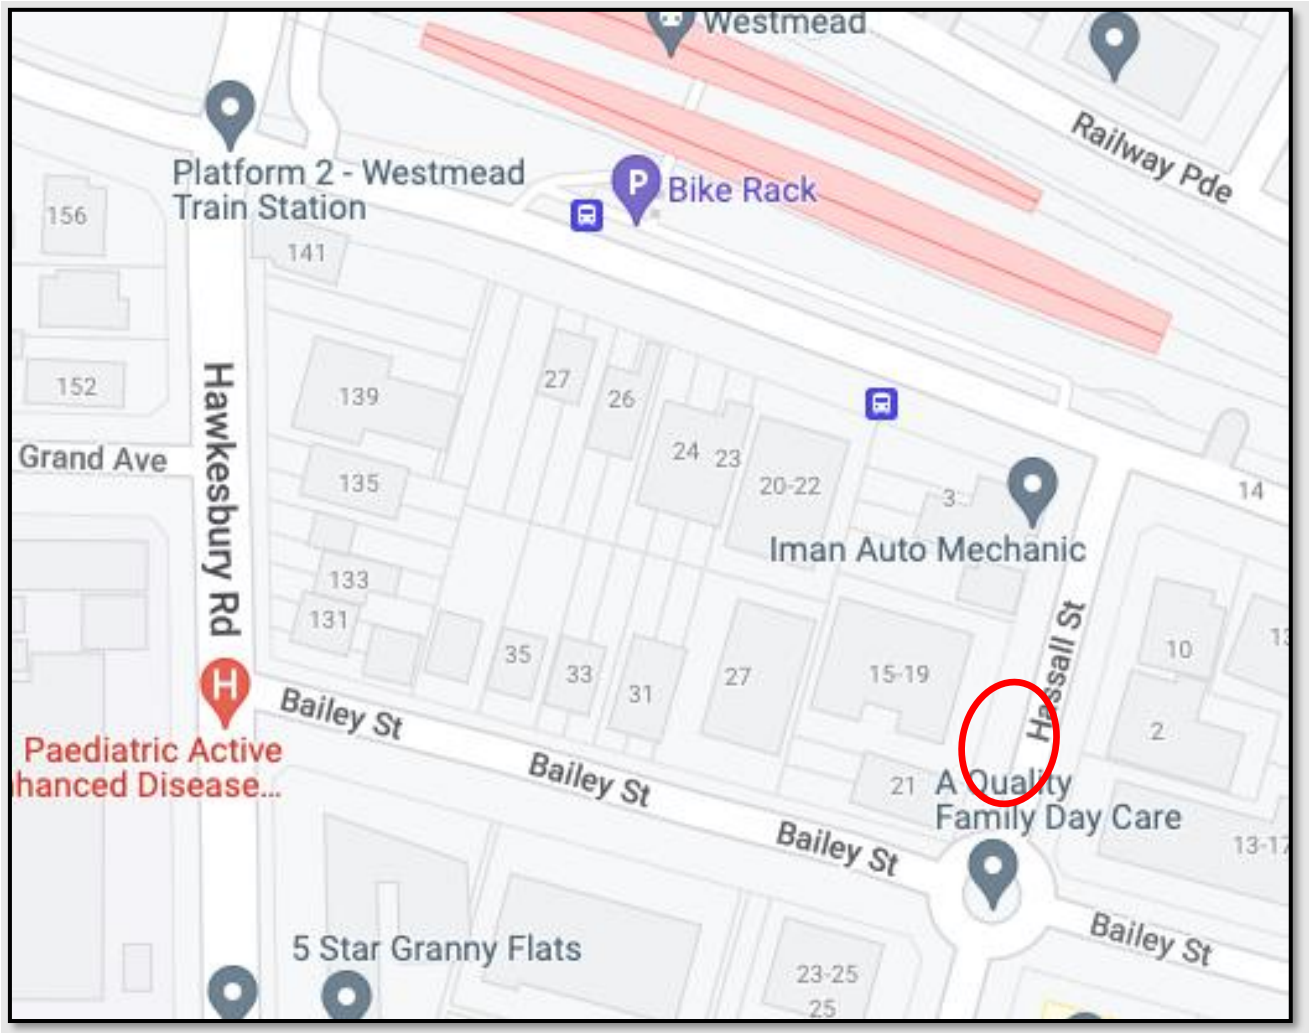 Westmead
Railway Pde
Platform 2 - Westmead
Train Station
P
Bike Rack
156
141
152
139
27
26
24
23
20-22
Hawkesbury Rd
Grand Ave
135
3
14
Iman Auto Mechanic
133
131
Hassall St
10
13
35
33
31
27
15-19
2
H
Bailey St
Paediatric Active
nhanced Disease...
Bailey St
21
A Quality
Family Day Care
Bailey St
13-17
Bailey St
5 Star Granny Flats
23-25
25